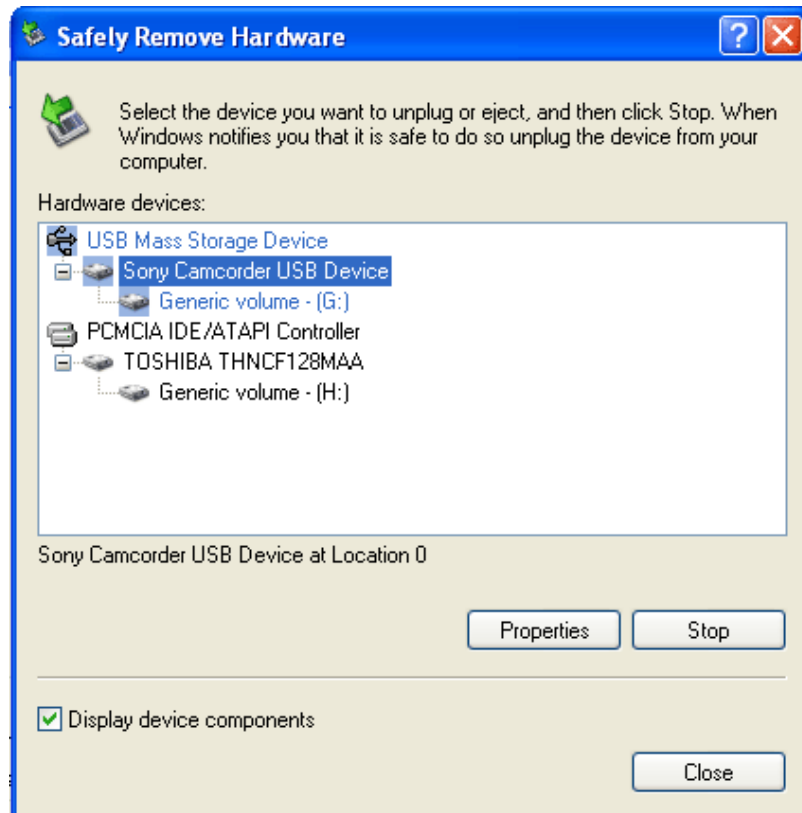 Safely Remove Hardware
Select the device you want to unplug or eject, and then click Stop. When
Windows notifies you that it is safe to do so unplug the device from your
computer.
Hardware devices:
USB Mass Storage Device
Sony Camcorder USB Device
Generic volume - (G:)
PCMCIA IDE/ATAPI Controller
TOSHIBA THNCF128MAA
Generic volume - (H:)
Sony Camcorder USB Device at Location 0
Properties
Stop
Display device components
Close